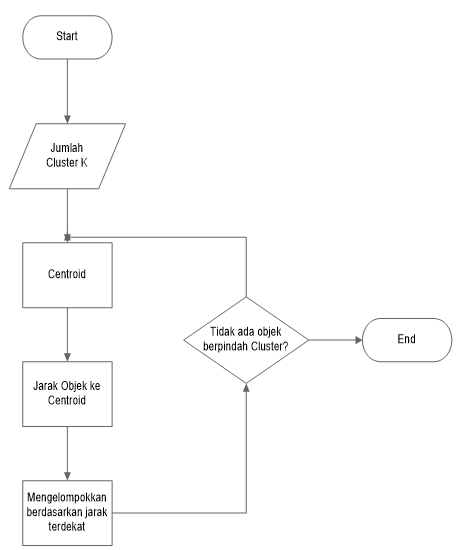 Start
Jumlah
Cluster K
Centroid
Jarak Objek ke
Centroid
Mengelompokkan
berdasarkan jarak
terdekat
Tidak ada objek
berpindah Cluster?
End